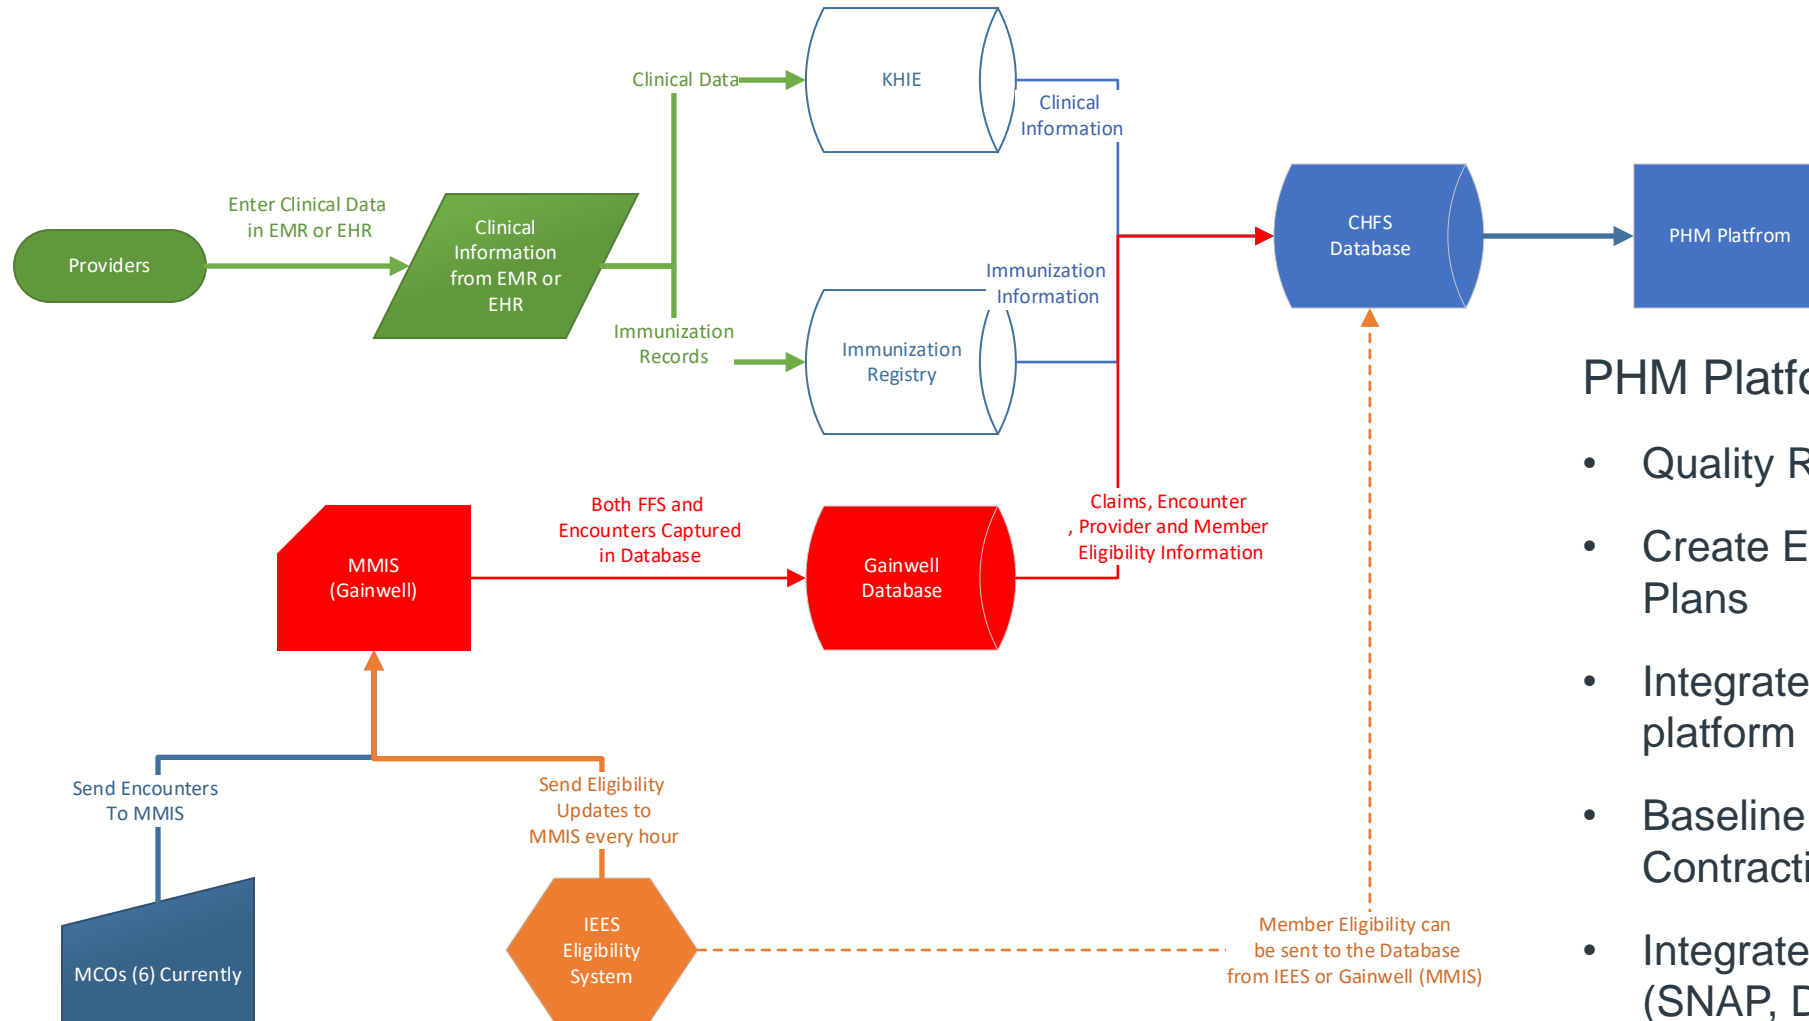 Clinical Data
KHIE
Clinical
Information
Enter Clinical Data
in EMR or EHR
Providers
Clinical
Information
from EMR or
EHR
CHFS
Database
PHM Platfrom
Immunization
Information
Immunization
Records
Immunization
Registry
PHM
• Quality
• Create
Plans
• Integrate
platform
• Baseline
• Integrate
(SNAP,
Both FFS and
Encounters Captured
in Database
MMIS
(Gainwell)
Gainwell
Database
Claims, Encounter
, Provider and Member
Eligibility Information
Send Encounters
To MMIS
Send Eligibility
Updates to
MMIS every hour
MCOs (6) Currently
IEES
Eligibility
System
Member Eligibility can
be sent to the Database
from IEES or Gainwell (MMIS)